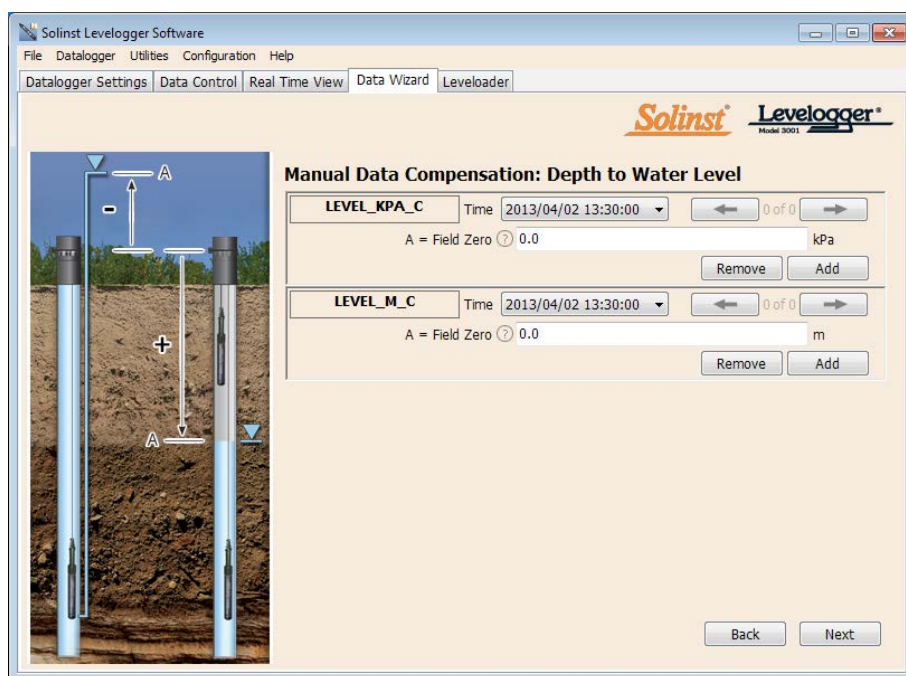 Solinst Levelogger Software
File Datalogger Utilities Configuration Help
Datalogger Settings Data Control Real Time View Data Wizard Leveloader
Solinst® Levelogger®
Model 3001
Manual Data Compensation: Depth to Water Level
LEVEL_KPA_C Time 2013/04/02 13:30:00 0 of 0
A = Field Zero ? 0.0 kPa
Remove Add
LEVEL_M_C Time 2013/04/02 13:30:00 0 of 0
A = Field Zero ? 0.0 m
Remove Add
A
-
+
A
Back Next